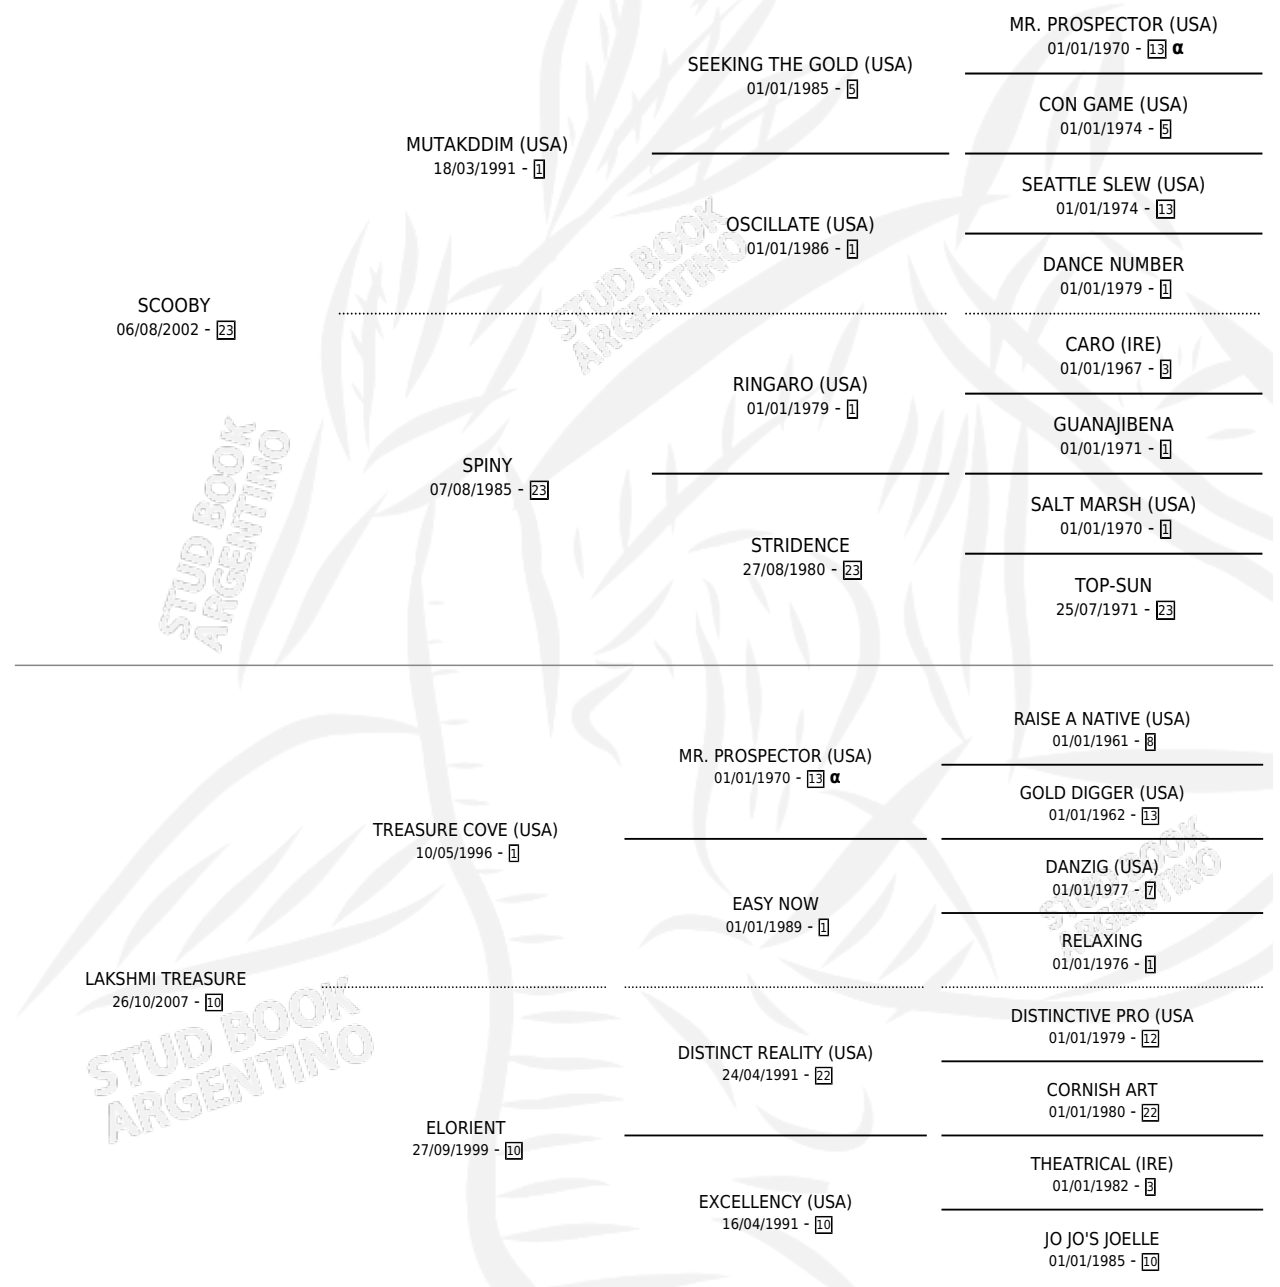 MR. PROSPECTOR (USA)
01/01/1970 - 13 α
SEEKING THE GOLD (USA)
01/01/1985 - 5
CON GAME (USA)
01/01/1974 - 5
MUTAKDDIM (USA)
18/03/1991 - 1
SEATTLE SLEW (USA)
01/01/1974 - 13
OSCILLATE (USA)
01/01/1986 - 1
DANCE NUMBER
01/01/1979 - 1
SCOOBY
06/08/2002 - 23
CARO (IRE)
01/01/1967 - 3
RINGARO (USA)
01/01/1979 - 1
GUANAJIBENA
01/01/1971 - 1
SPINY
07/08/1985 - 23
SALT MARSH (USA)
01/01/1970 - 1
STRIDENCE
27/08/1980 - 23
TOP-SUN
25/07/1971 - 23
STUD BOOK
ARGENTINO
STUD BOOK
ARGENTINO
RAISE A NATIVE (USA)
01/01/1961 - 8
MR. PROSPECTOR (USA)
01/01/1970 - 13 α
GOLD DIGGER (USA)
01/01/1962 - 13
TREASURE COVE (USA)
10/05/1996 - 1
DANZIG (USA)
01/01/1977 - 7
EASY NOW
01/01/1989 - 1
RELAXING
01/01/1976 - 1
LAKSHMI TREASURE
26/10/2007 - 10
DISTINCTIVE PRO (USA
01/01/1979 - 12
DISTINCT REALITY (USA)
24/04/1991 - 22
CORNISH ART
01/01/1980 - 22
ELORIENT
27/09/1999 - 10
THEATRICAL (IRE)
01/01/1982 - 3
EXCELLENCY (USA)
16/04/1991 - 10
JO JO'S JOELLE
01/01/1985 - 10
STUD BOOK
ARGENTINO
STUD BOOK
ARGENTINO